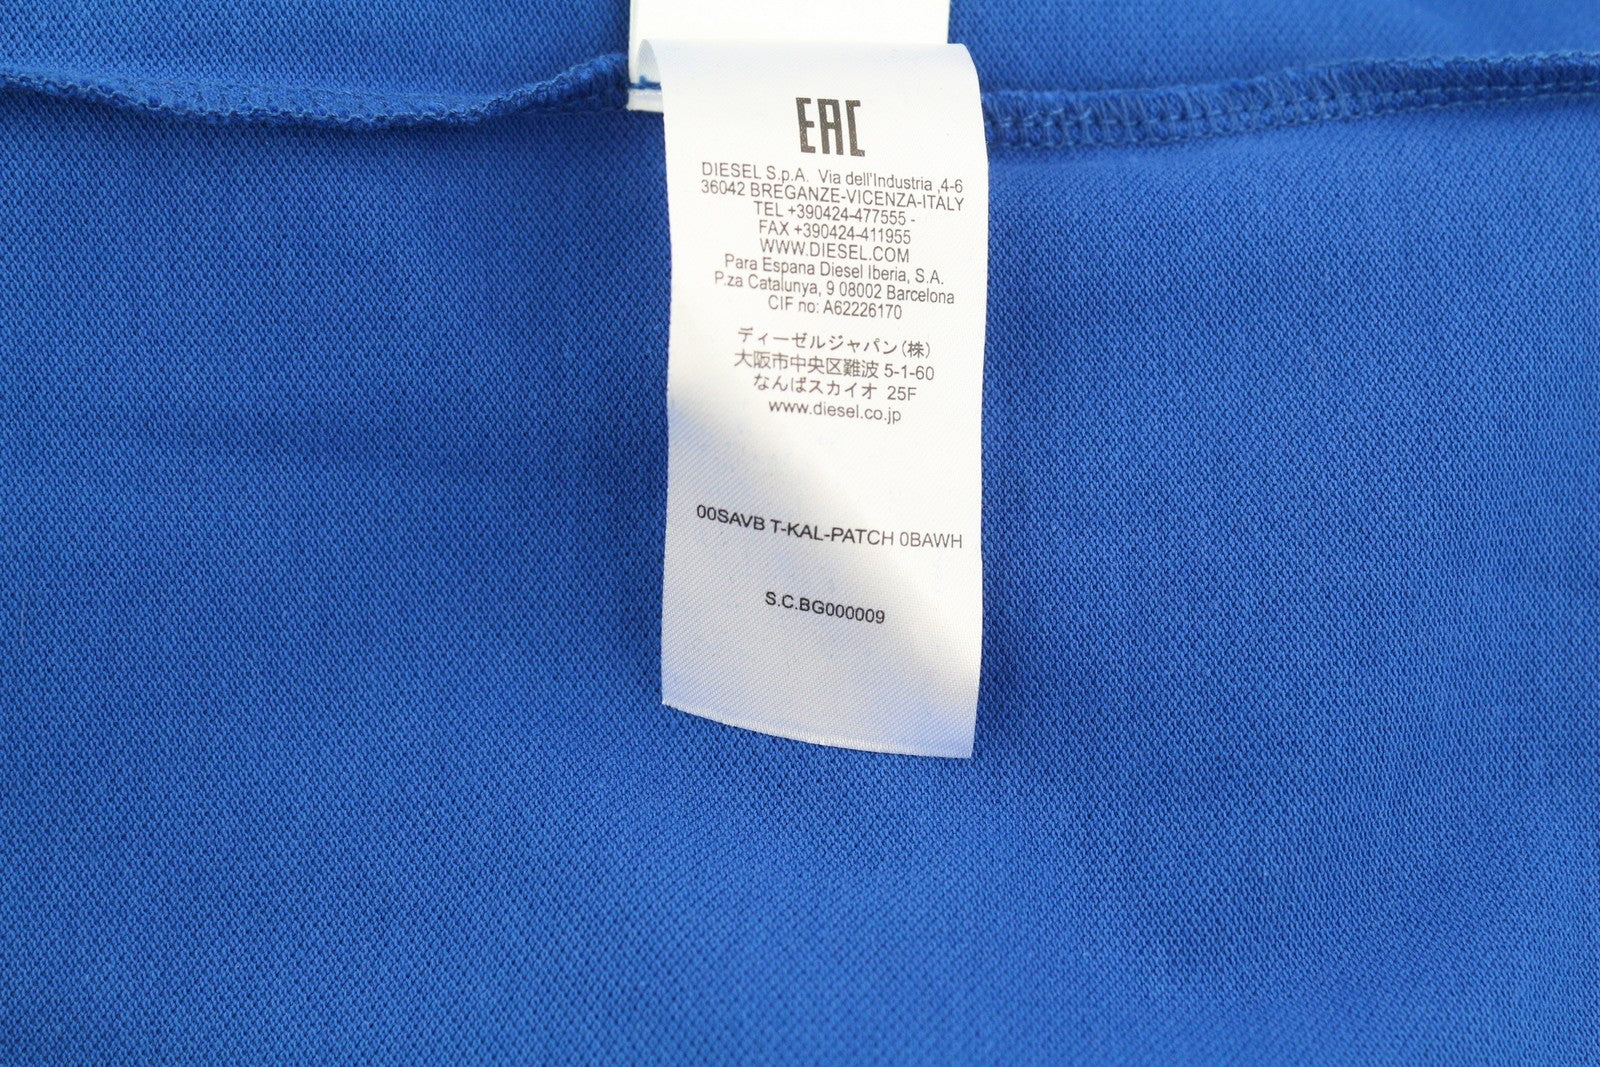 EAC
DIESEL S.p.A. Via dell'Industria ,4-6
36042 BREGANZE-VICENZA-ITALY
TEL +390424-477555 -
FAX +390424-411955
WWW.DIESEL.COM
Para Espana Diesel Iberia, S.A.
P.za Catalunya, 9 08002 Barcelona
CIF no: A62226170
ディーゼルジャパン(株)
大阪市中央区難波 5-1-60
なんばスカイオ 25F
www.diesel.co.jp
00SAVB T-KAL-PATCH 0BAWH
S.C.BG000009